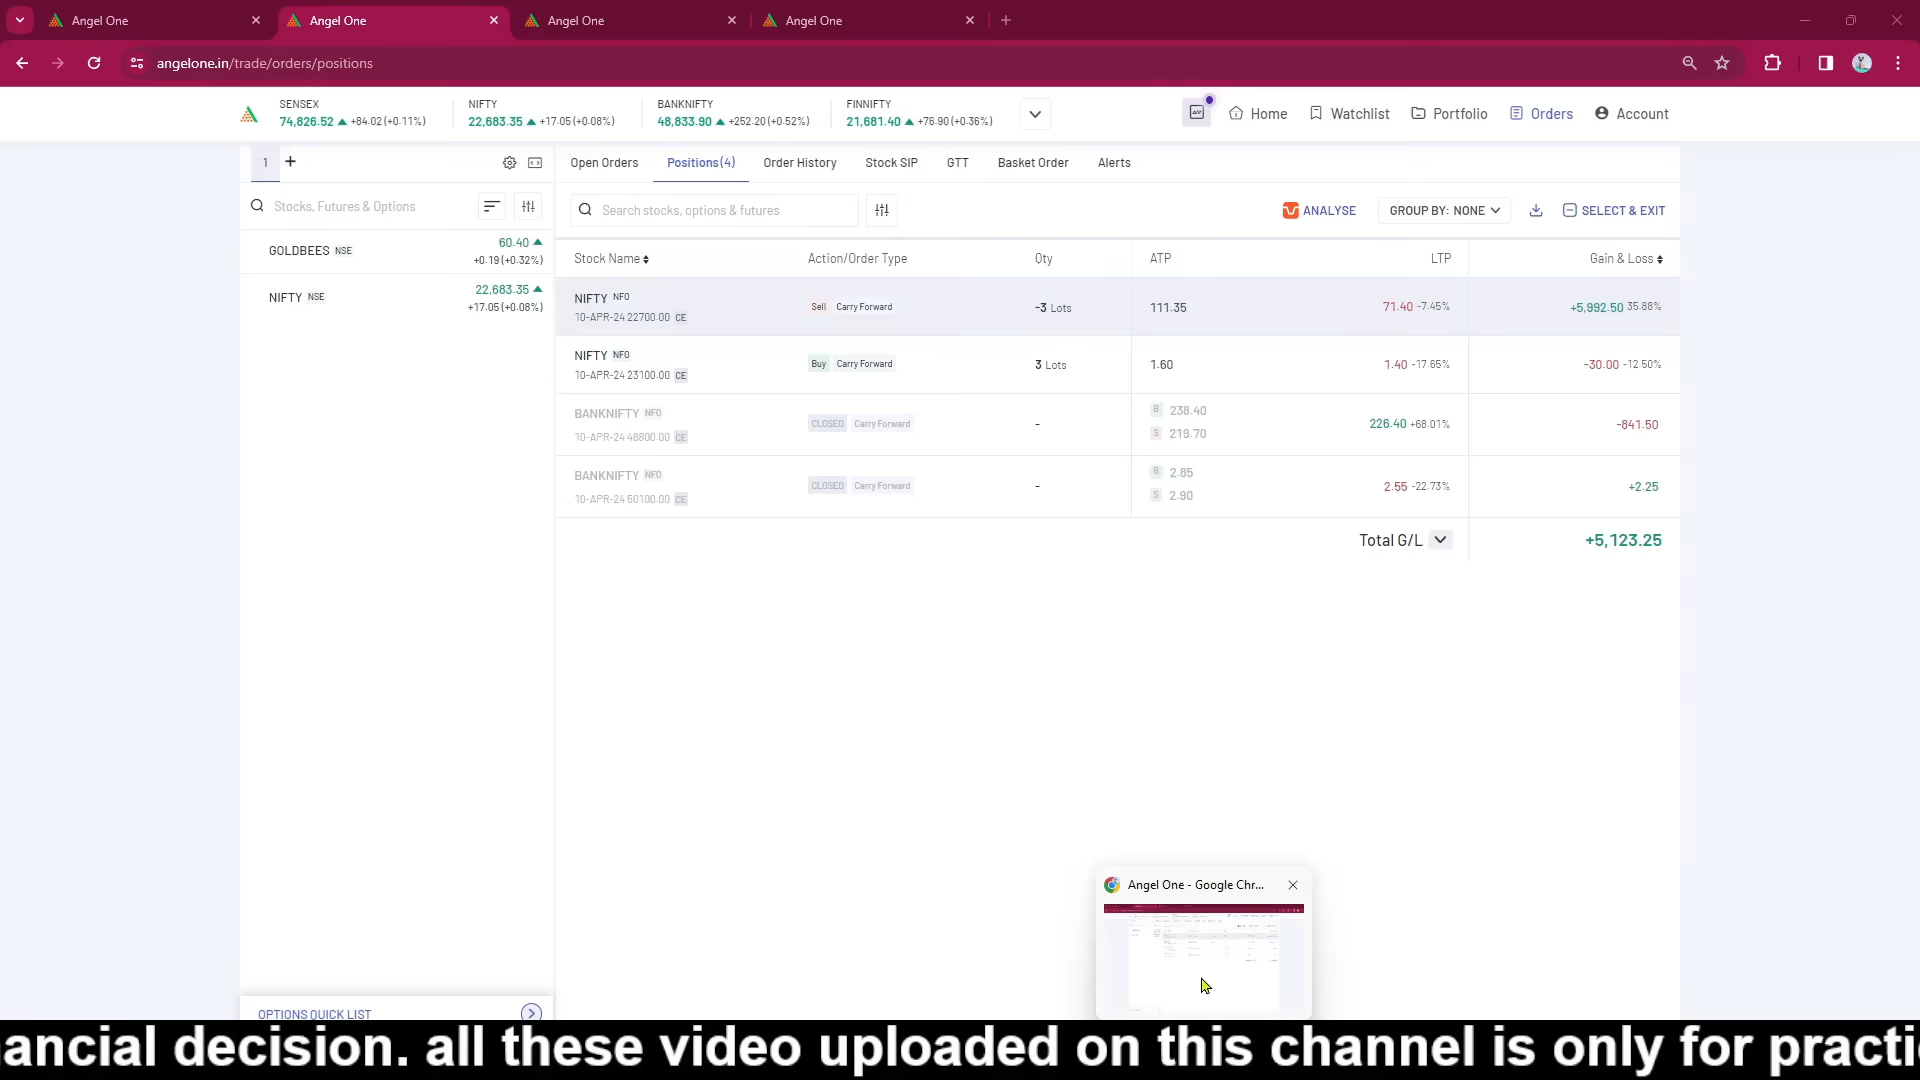 Angel One
Angel One
Angel One
Angel One
angelone.in/trade/orders/positions
SENSEX
74,826.52 +84.02 (+0.11%)
NIFTY
22,683.35 +17.05 (+0.08%)
BANKNIFTY
48,833.90 +252.20 (+0.52%)
FINNIFTY
21,681.40 +76.90 (+0.36%)
Home
Watchlist
Portfolio
Orders
Account
1 +
Stocks, Futures & Options
GOLDBEES NSE
60.40
+0.19 (+0.32%)
NIFTY NSE
22,683.35
+17.05 (+0.08%)
OPTIONS QUICK LIST
Open Orders
Positions (4)
Order History
Stock SIP
GTT
Basket Order
Alerts
Search stocks, options & futures
ANALYSE
GROUP BY: NONE
SELECT & EXIT
Stock Name Action/Order Type Qty ATP LTP Gain & Loss
NIFTY NFO
10-APR-24 22700.00 CE
Sell Carry Forward -3 Lots 111.35 71.40 -7.45% +5,992.50 35.88%
NIFTY NFO
10-APR-24 23100.00 CE
Buy Carry Forward 3 Lots 1.60 1.40 -17.65% -30.00 -12.50%
BANKNIFTY NFO
10-APR-24 48800.00 CE
CLOSED Carry Forward -
B 238.40
S 219.70
226.40 +68.01% -841.50
BANKNIFTY NFO
10-APR-24 50100.00 CE
CLOSED Carry Forward -
B 2.85
S 2.90
2.55 -22.73% +2.25
Total G/L +5,123.25
Angel One - Google Chr...
nancial decision. all these video uploaded on this channel is only for practi